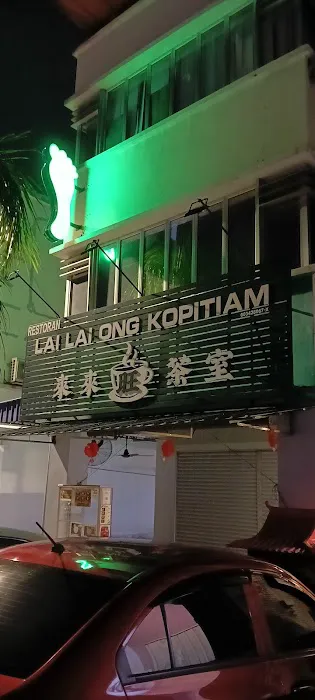 RESTORAN
LAI LAI ONG KOPITIAM
來來 旺 茶室